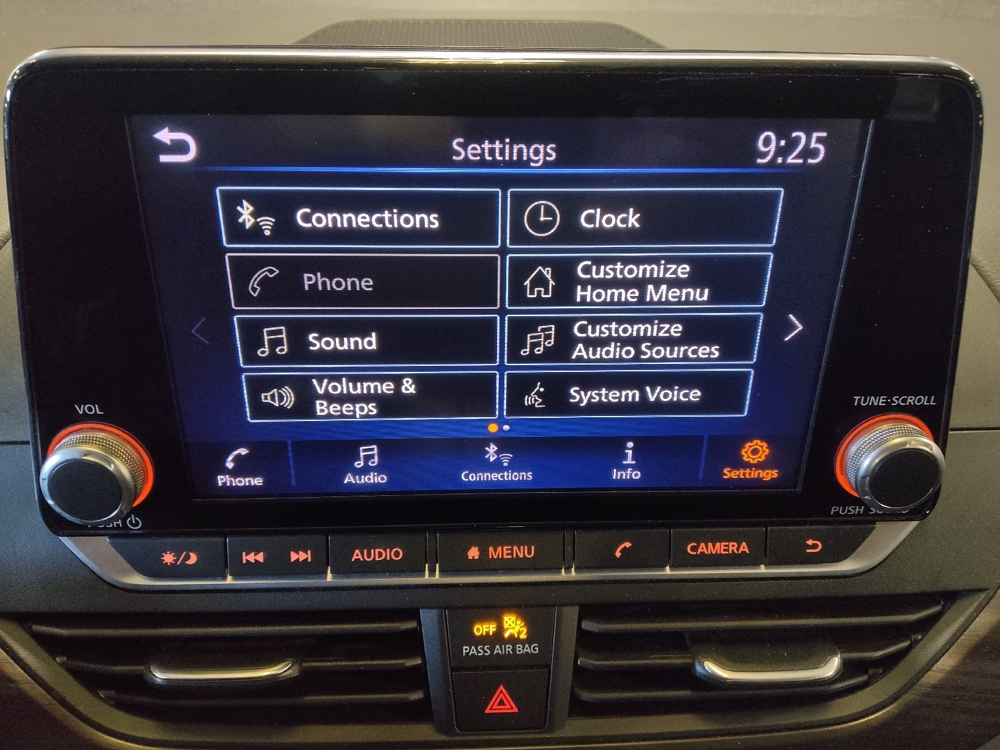 Settings
9:25
Connections
Clock
Phone
Customize
Home Menu
Sound
Customize
Audio Sources
Volume &
Beeps
System Voice
VOL
TUNE·SCROLL
Phone
Audio
Connections
Info
Settings
PUSH
AUDIO
MENU
CAMERA
OFF
2
PASS AIR BAG